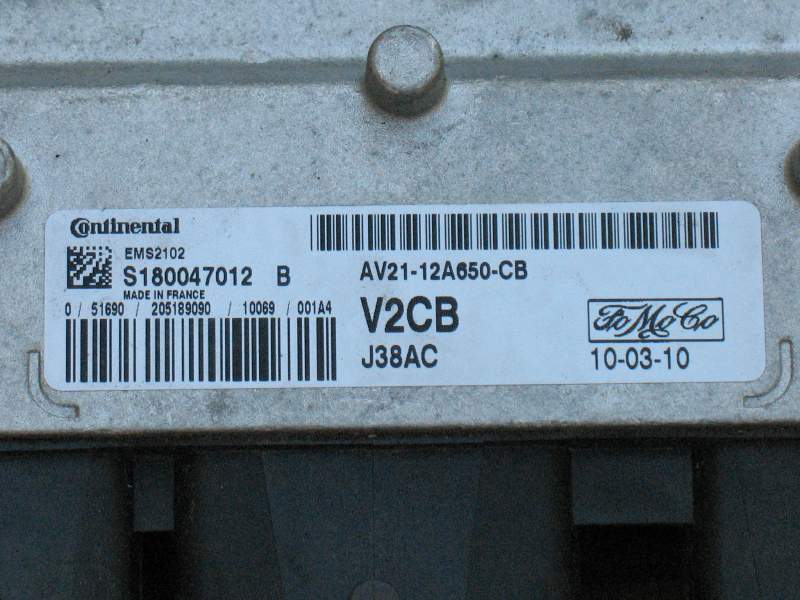 Continental
EMS2102
S180047012 B
MADE IN FRANCE
0 / 51690 / 205189090 / 10069 / 001A4
AV21-12A650-CB
V2CB
J38AC
FoMoCo
10-03-10